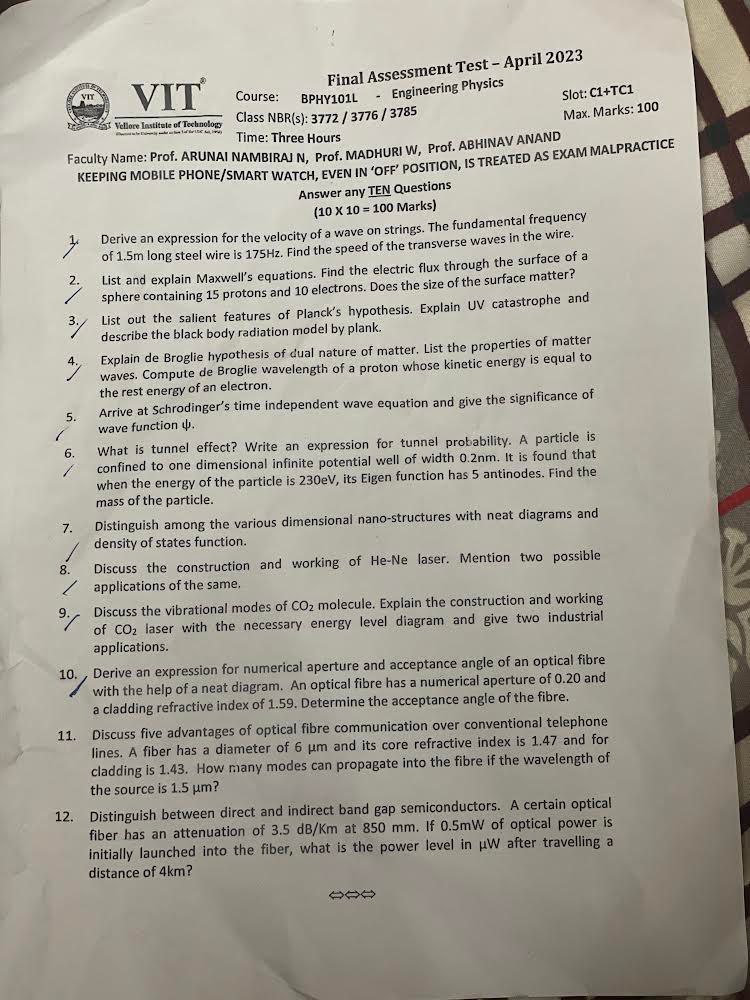 Final Assessment Test – April 2023
VIT
VIT®
Vellore Institute of Technology
Course: BPHY101L - Engineering Physics
Class NBR(s): 3772 / 3776 / 3785
Slot: C1+TC1
Time: Three Hours
Max. Marks: 100
Faculty Name: Prof. ARUNAI NAMBIRAJ N, Prof. MADHURI W, Prof. ABHINAV ANAND
KEEPING MOBILE PHONE/SMART WATCH, EVEN IN ‘OFF’ POSITION, IS TREATED AS EXAM MALPRACTICE
Answer any TEN Questions
(10 X 10 = 100 Marks)
1. Derive an expression for the velocity of a wave on strings. The fundamental frequency
of 1.5m long steel wire is 175Hz. Find the speed of the transverse waves in the wire.
2. List and explain Maxwell’s equations. Find the electric flux through the surface of a
sphere containing 15 protons and 10 electrons. Does the size of the surface matter?
3. List out the salient features of Planck’s hypothesis. Explain UV catastrophe and
describe the black body radiation model by plank.
4. Explain de Broglie hypothesis of dual nature of matter. List the properties of matter
waves. Compute de Broglie wavelength of a proton whose kinetic energy is equal to
the rest energy of an electron.
5. Arrive at Schrodinger’s time independent wave equation and give the significance of
wave function ψ.
6. What is tunnel effect? Write an expression for tunnel probability. A particle is
confined to one dimensional infinite potential well of width 0.2nm. It is found that
when the energy of the particle is 230eV, its Eigen function has 5 antinodes. Find the
mass of the particle.
7. Distinguish among the various dimensional nano-structures with neat diagrams and
density of states function.
8. Discuss the construction and working of He-Ne laser. Mention two possible
applications of the same.
9. Discuss the vibrational modes of CO₂ molecule. Explain the construction and working
of CO₂ laser with the necessary energy level diagram and give two industrial
applications.
10. Derive an expression for numerical aperture and acceptance angle of an optical fibre
with the help of a neat diagram. An optical fibre has a numerical aperture of 0.20 and
a cladding refractive index of 1.59. Determine the acceptance angle of the fibre.
11. Discuss five advantages of optical fibre communication over conventional telephone
lines. A fiber has a diameter of 6 μm and its core refractive index is 1.47 and for
cladding is 1.43. How many modes can propagate into the fibre if the wavelength of
the source is 1.5 μm?
12. Distinguish between direct and indirect band gap semiconductors. A certain optical
fiber has an attenuation of 3.5 dB/Km at 850 mm. If 0.5mW of optical power is
initially launched into the fiber, what is the power level in μW after travelling a
distance of 4km?
⇔⇔⇔